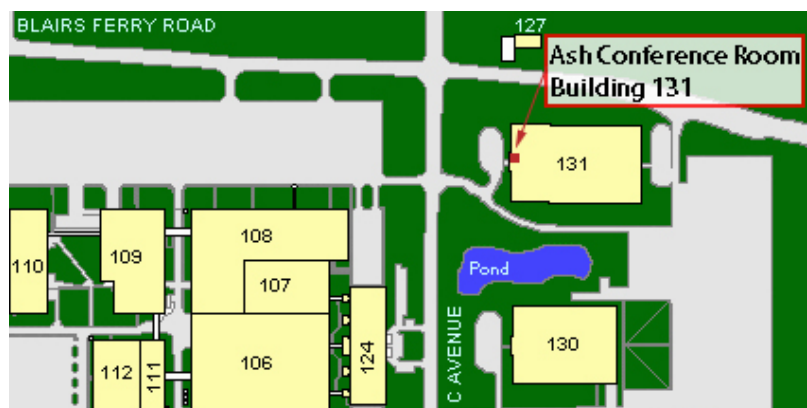 BLAIRS FERRY ROAD
127
Ash Conference Room
Building 131
131
108
109
110
107
Pond
106
130
124
112
111
C AVENUE